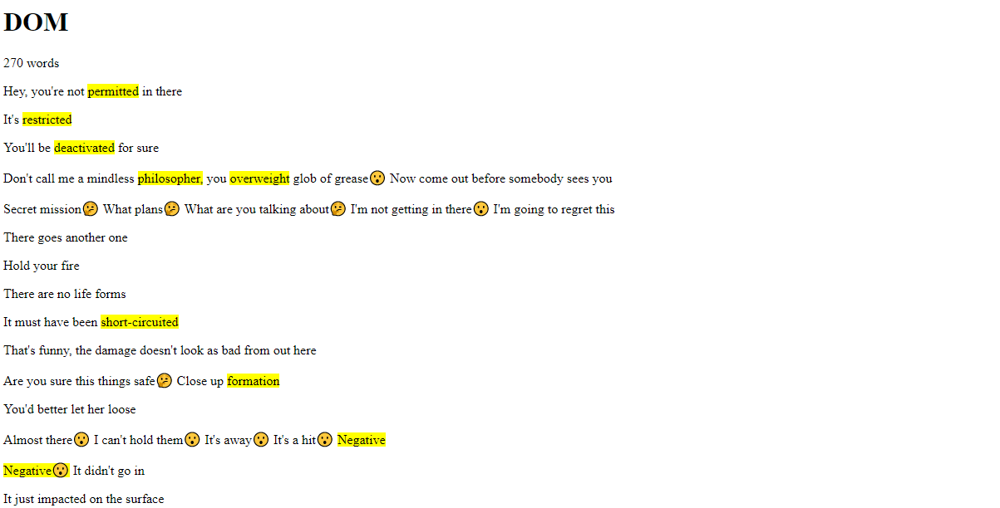 DOM
270 words
Hey, you're not permitted in there
It's restricted
You'll be deactivated for sure
Don't call me a mindless philosopher, you overweight glob of grease😮 Now come out before somebody sees you
Secret mission🤔 What plans🤔 What are you talking about🤔 I'm not getting in there😮 I'm going to regret this
There goes another one
Hold your fire
There are no life forms
It must have been short-circuited
That's funny, the damage doesn't look as bad from out here
Are you sure this things safe🤔 Close up formation
You'd better let her loose
Almost there😮 I can't hold them😮 It's away😮 It's a hit😮 Negative
Negative😮 It didn't go in
It just impacted on the surface